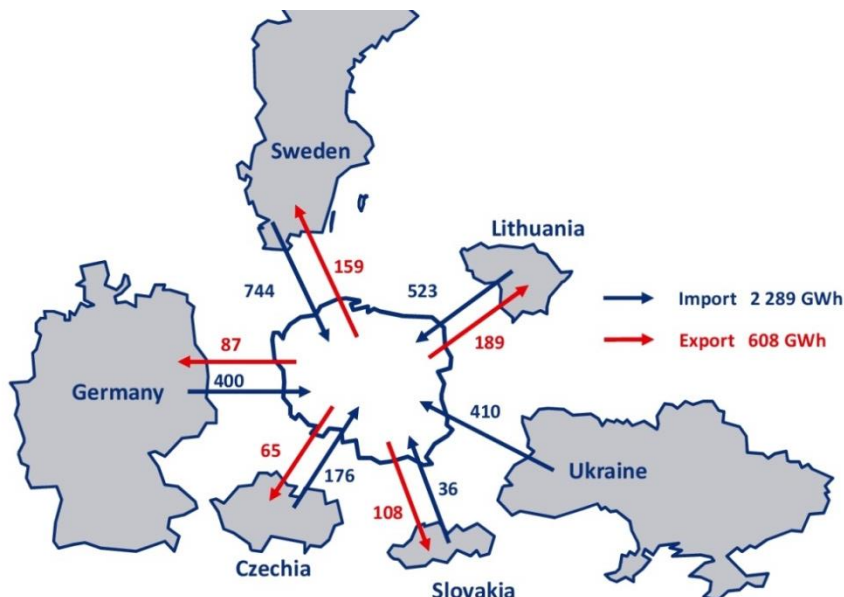 Sweden
Lithuania
159
744
523
Import 2 289 GWh
189
Export 608 GWh
87
400
Germany
410
65
176
36
Ukraine
108
Czechia
Slovakia